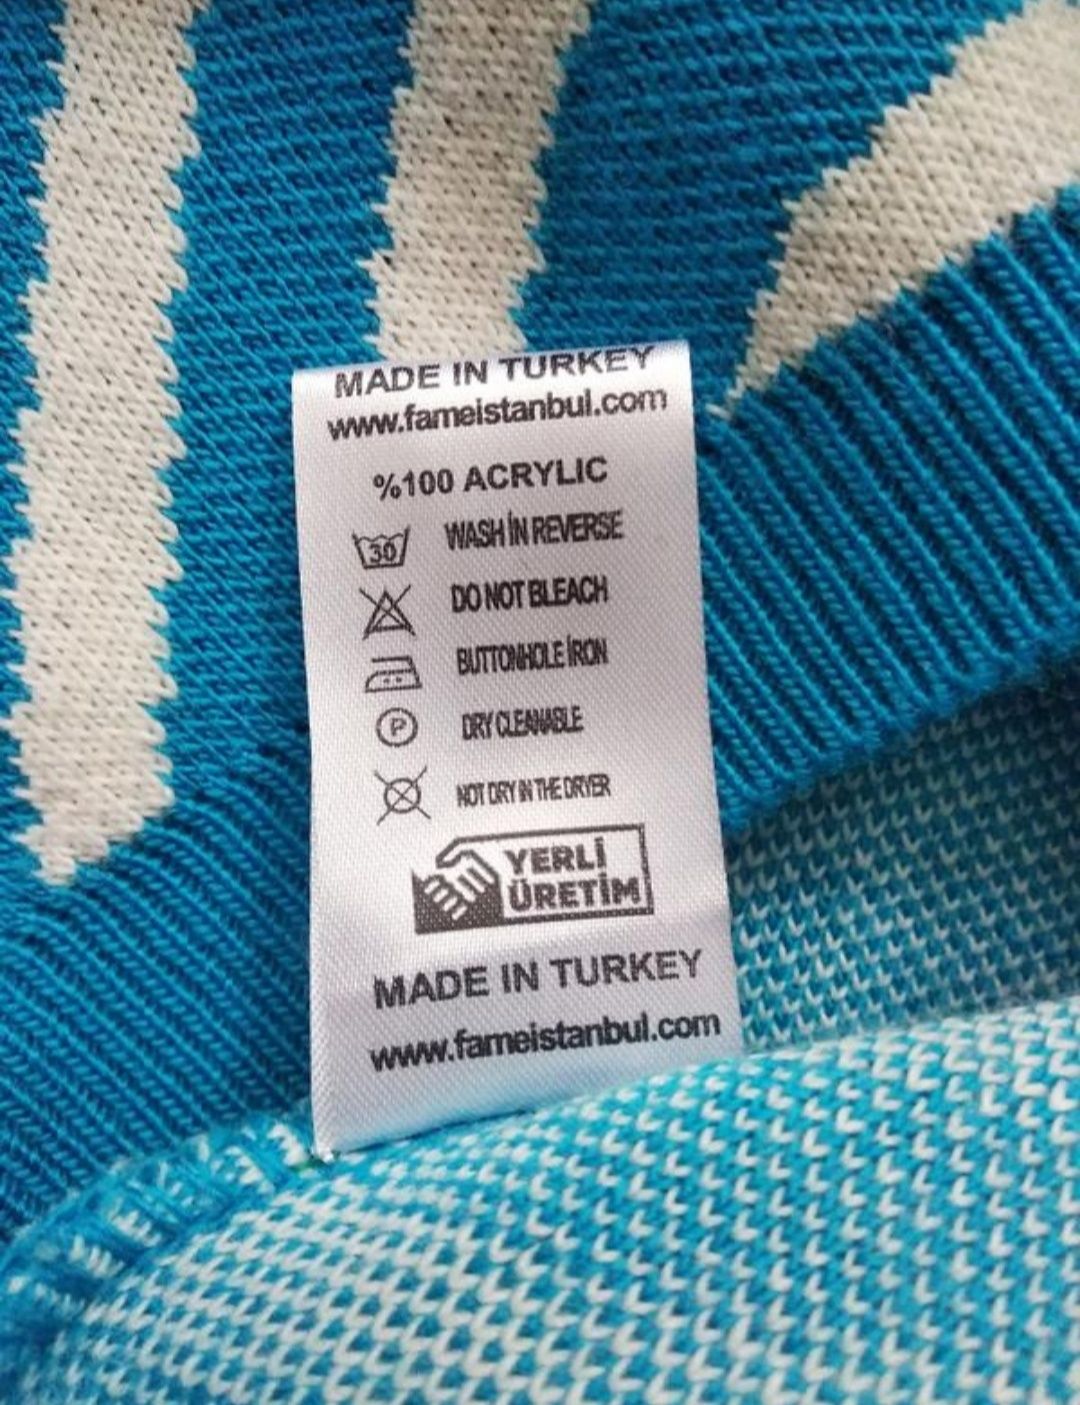 MADE IN TURKEY
www.fameistanbul.com
%100 ACRYLIC
30 WASH İN REVERSE
DO NOT BLEACH
BUTTONHOLE İRON
P DRY CLEANABLE
NOT DRY IN THE DRYER
YERLİ
ÜRETİM
MADE IN TURKEY
www.fameistanbul.com